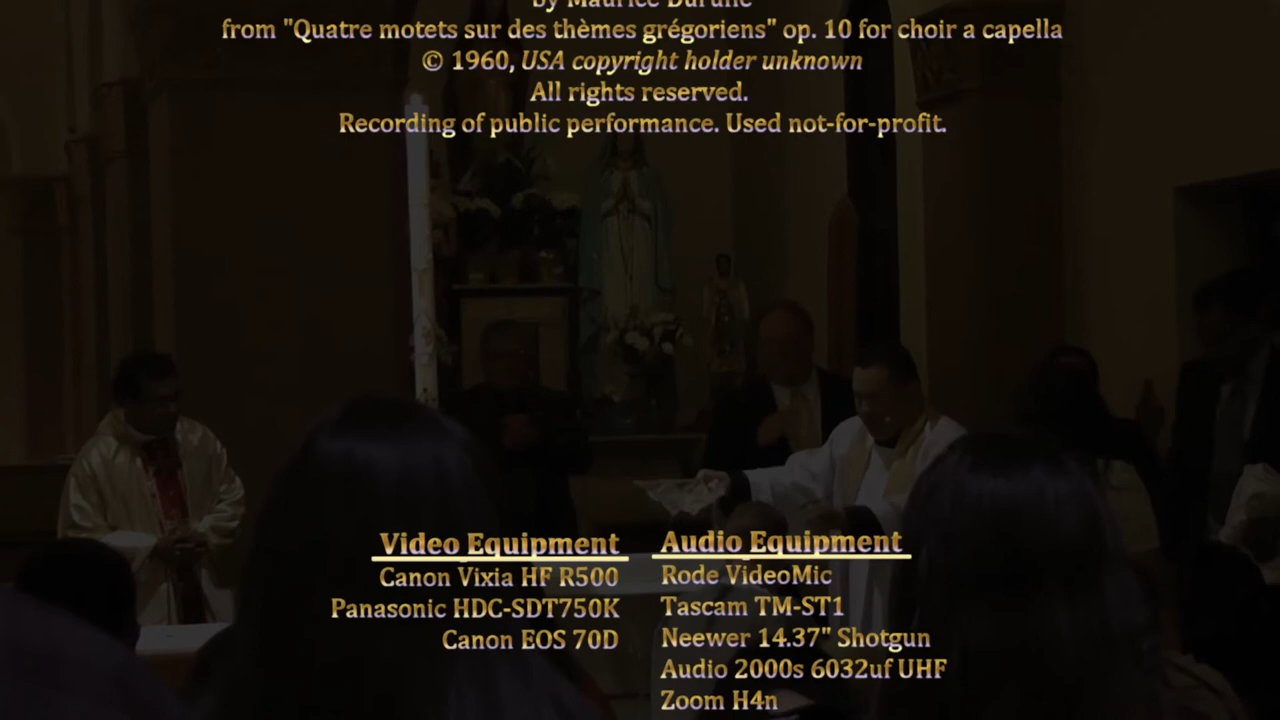 by Maurice Duruflé
from "Quatre motets sur des thèmes grégoriens" op. 10 for choir a capella
© 1960, USA copyright holder unknown
All rights reserved.
Recording of public performance. Used not-for-profit.
Video Equipment
Canon Vixia HF R500
Panasonic HDC-SDT750K
Canon EOS 70D
Audio Equipment
Rode VideoMic
Tascam TM-ST1
Neewer 14.37" Shotgun
Audio 2000s 6032uf UHF
Zoom H4n